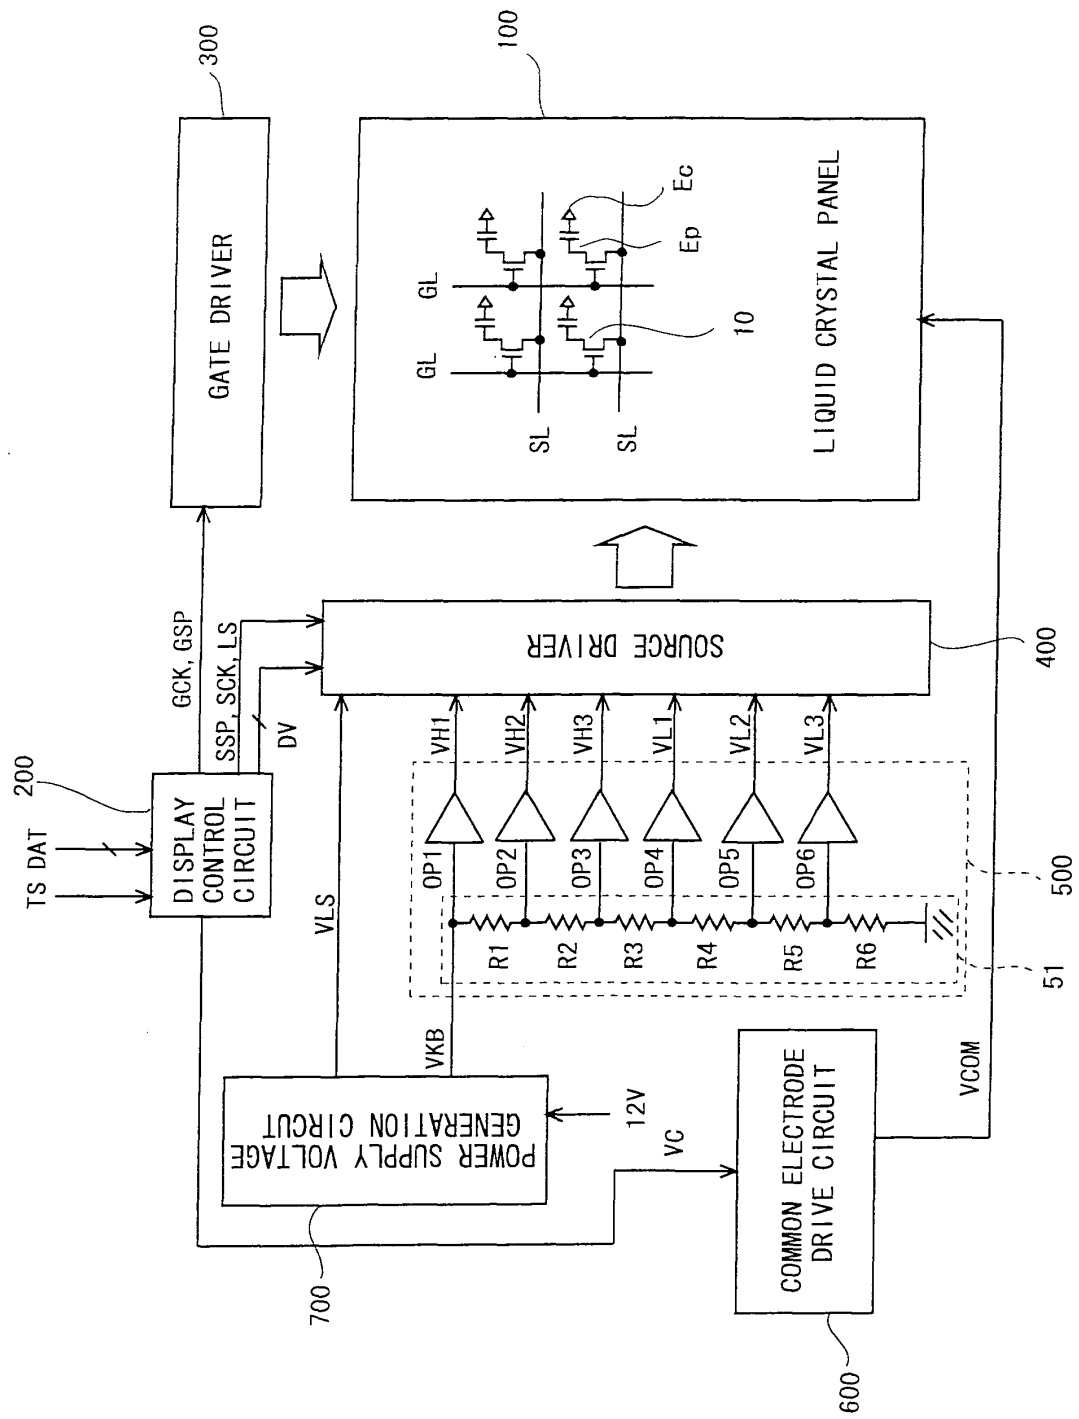 TS DAT
200
DISPLAY
CONTROL
CIRCUIT
GCK, GSP
SSP, SCK, LS
DV
300
GATE DRIVER
100
GL
GL
SL
SL
Ec
Ep
10
LIQUID CRYSTAL PANEL
SOURCE DRIVER
400
VLS
VKB
VH1
VH2
VH3
VL1
VL2
VL3
OP1
OP2
OP3
OP4
OP5
OP6
R1
R2
R3
R4
R5
R6
500
51
POWER SUPPLY VOLTAGE
GENERATION CIRCUT
700
12V
VC
COMMON ELECTRODE
DRIVE CIRCUIT
600
VCOM